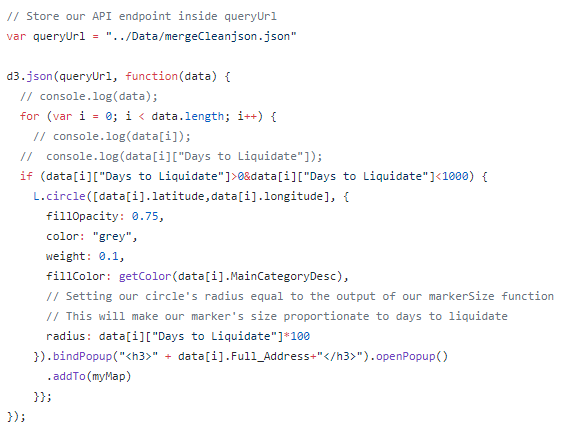 // Store our API endpoint inside queryUrl
var queryUrl = "../Data/mergeCleanjson.json"

d3.json(queryUrl, function(data) {
  // console.log(data);
  for (var i = 0; i < data.length; i++) {
    // console.log(data[i]);
  //  console.log(data[i]["Days to Liquidate"]);
  if (data[i]["Days to Liquidate"]>0&data[i]["Days to Liquidate"]<1000) {
    L.circle([data[i].latitude,data[i].longitude], {
      fillOpacity: 0.75,
      color: "grey",
      weight: 0.1,
      fillColor: getColor(data[i].MainCategoryDesc),
      // Setting our circle's radius equal to the output of our markerSize function
      // This will make our marker's size proportionate to days to liquidate
      radius: data[i]["Days to Liquidate"]*100
    }).bindPopup("<h3>" + data[i].Full_Address+"</h3>").openPopup()
      .addTo(myMap)
    }};
});